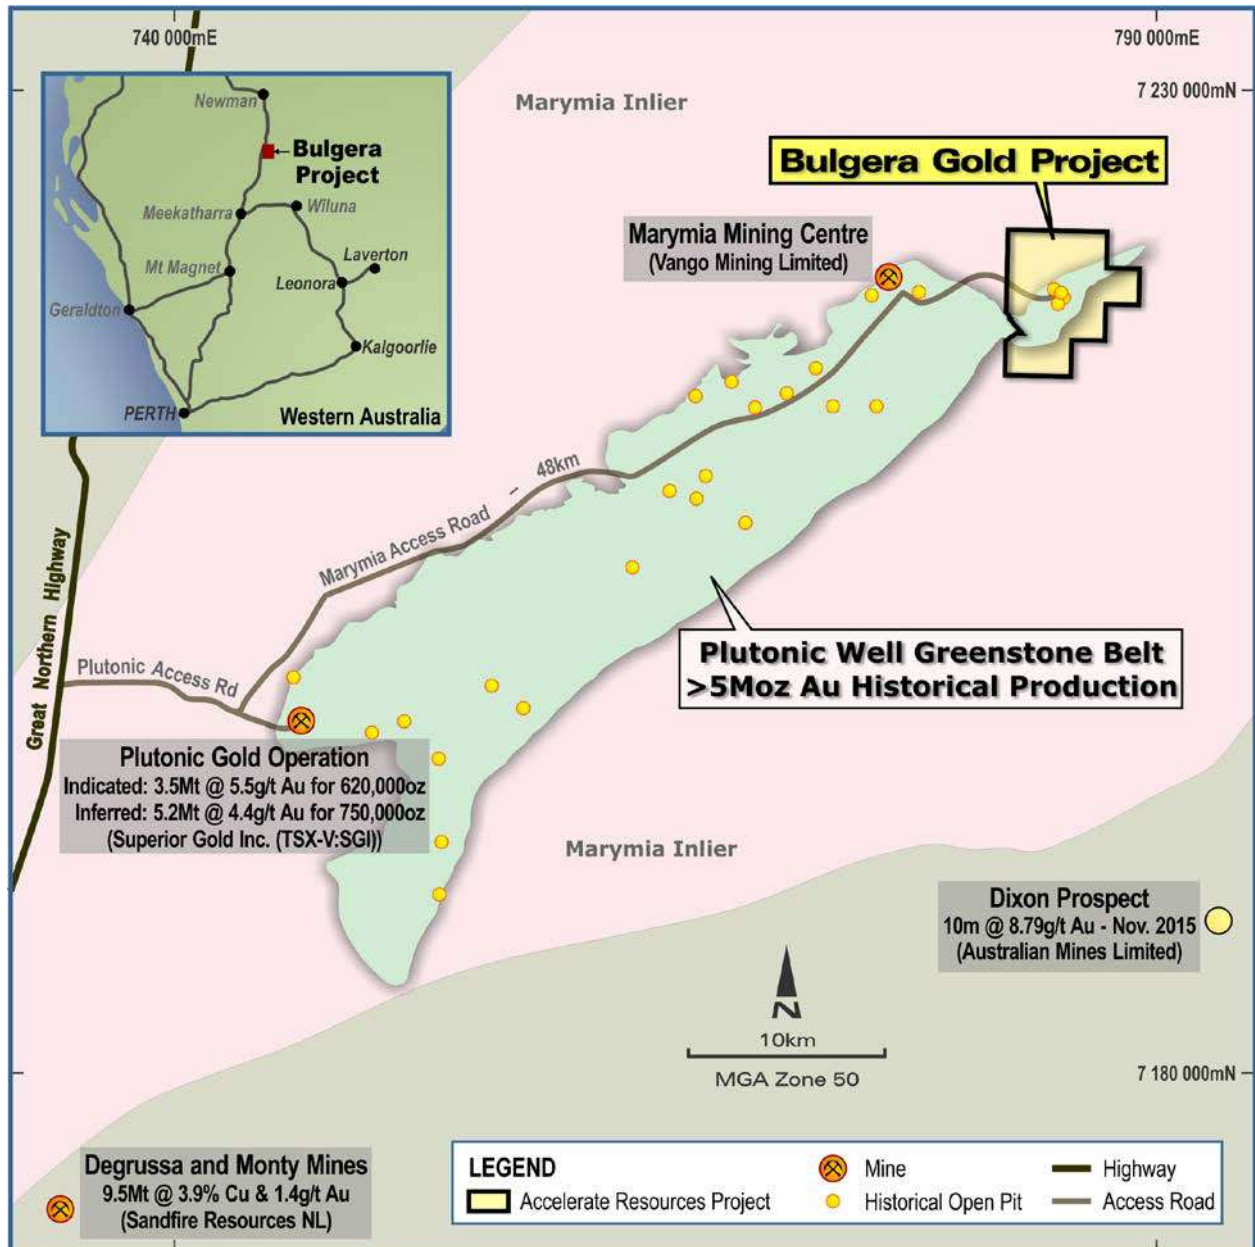 740 000mE
790 000mE
7 230 000mN
Marymia Inlier
Newman
Bulgera
Project
Meekatharra
Wiluna
Mt Magnet
Laverton
Leonora
Geraldton
Kalgoorlie
PERTH
Western Australia
Bulgera Gold Project
Marymia Mining Centre
(Vango Mining Limited)
Marymia Access Road - 48km
Great Northern Highway
Plutonic Access Rd
Plutonic Well Greenstone Belt
>5Moz Au Historical Production
Plutonic Gold Operation
Indicated: 3.5Mt @ 5.5g/t Au for 620,000oz
Inferred: 5.2Mt @ 4.4g/t Au for 750,000oz
(Superior Gold Inc. (TSX-V:SGI))
Marymia Inlier
Dixon Prospect
10m @ 8.79g/t Au - Nov. 2015
(Australian Mines Limited)
N
10km
MGA Zone 50
7 180 000mN
Degrussa and Monty Mines
9.5Mt @ 3.9% Cu & 1.4g/t Au
(Sandfire Resources NL)
LEGEND
Accelerate Resources Project
Mine
Historical Open Pit
Highway
Access Road